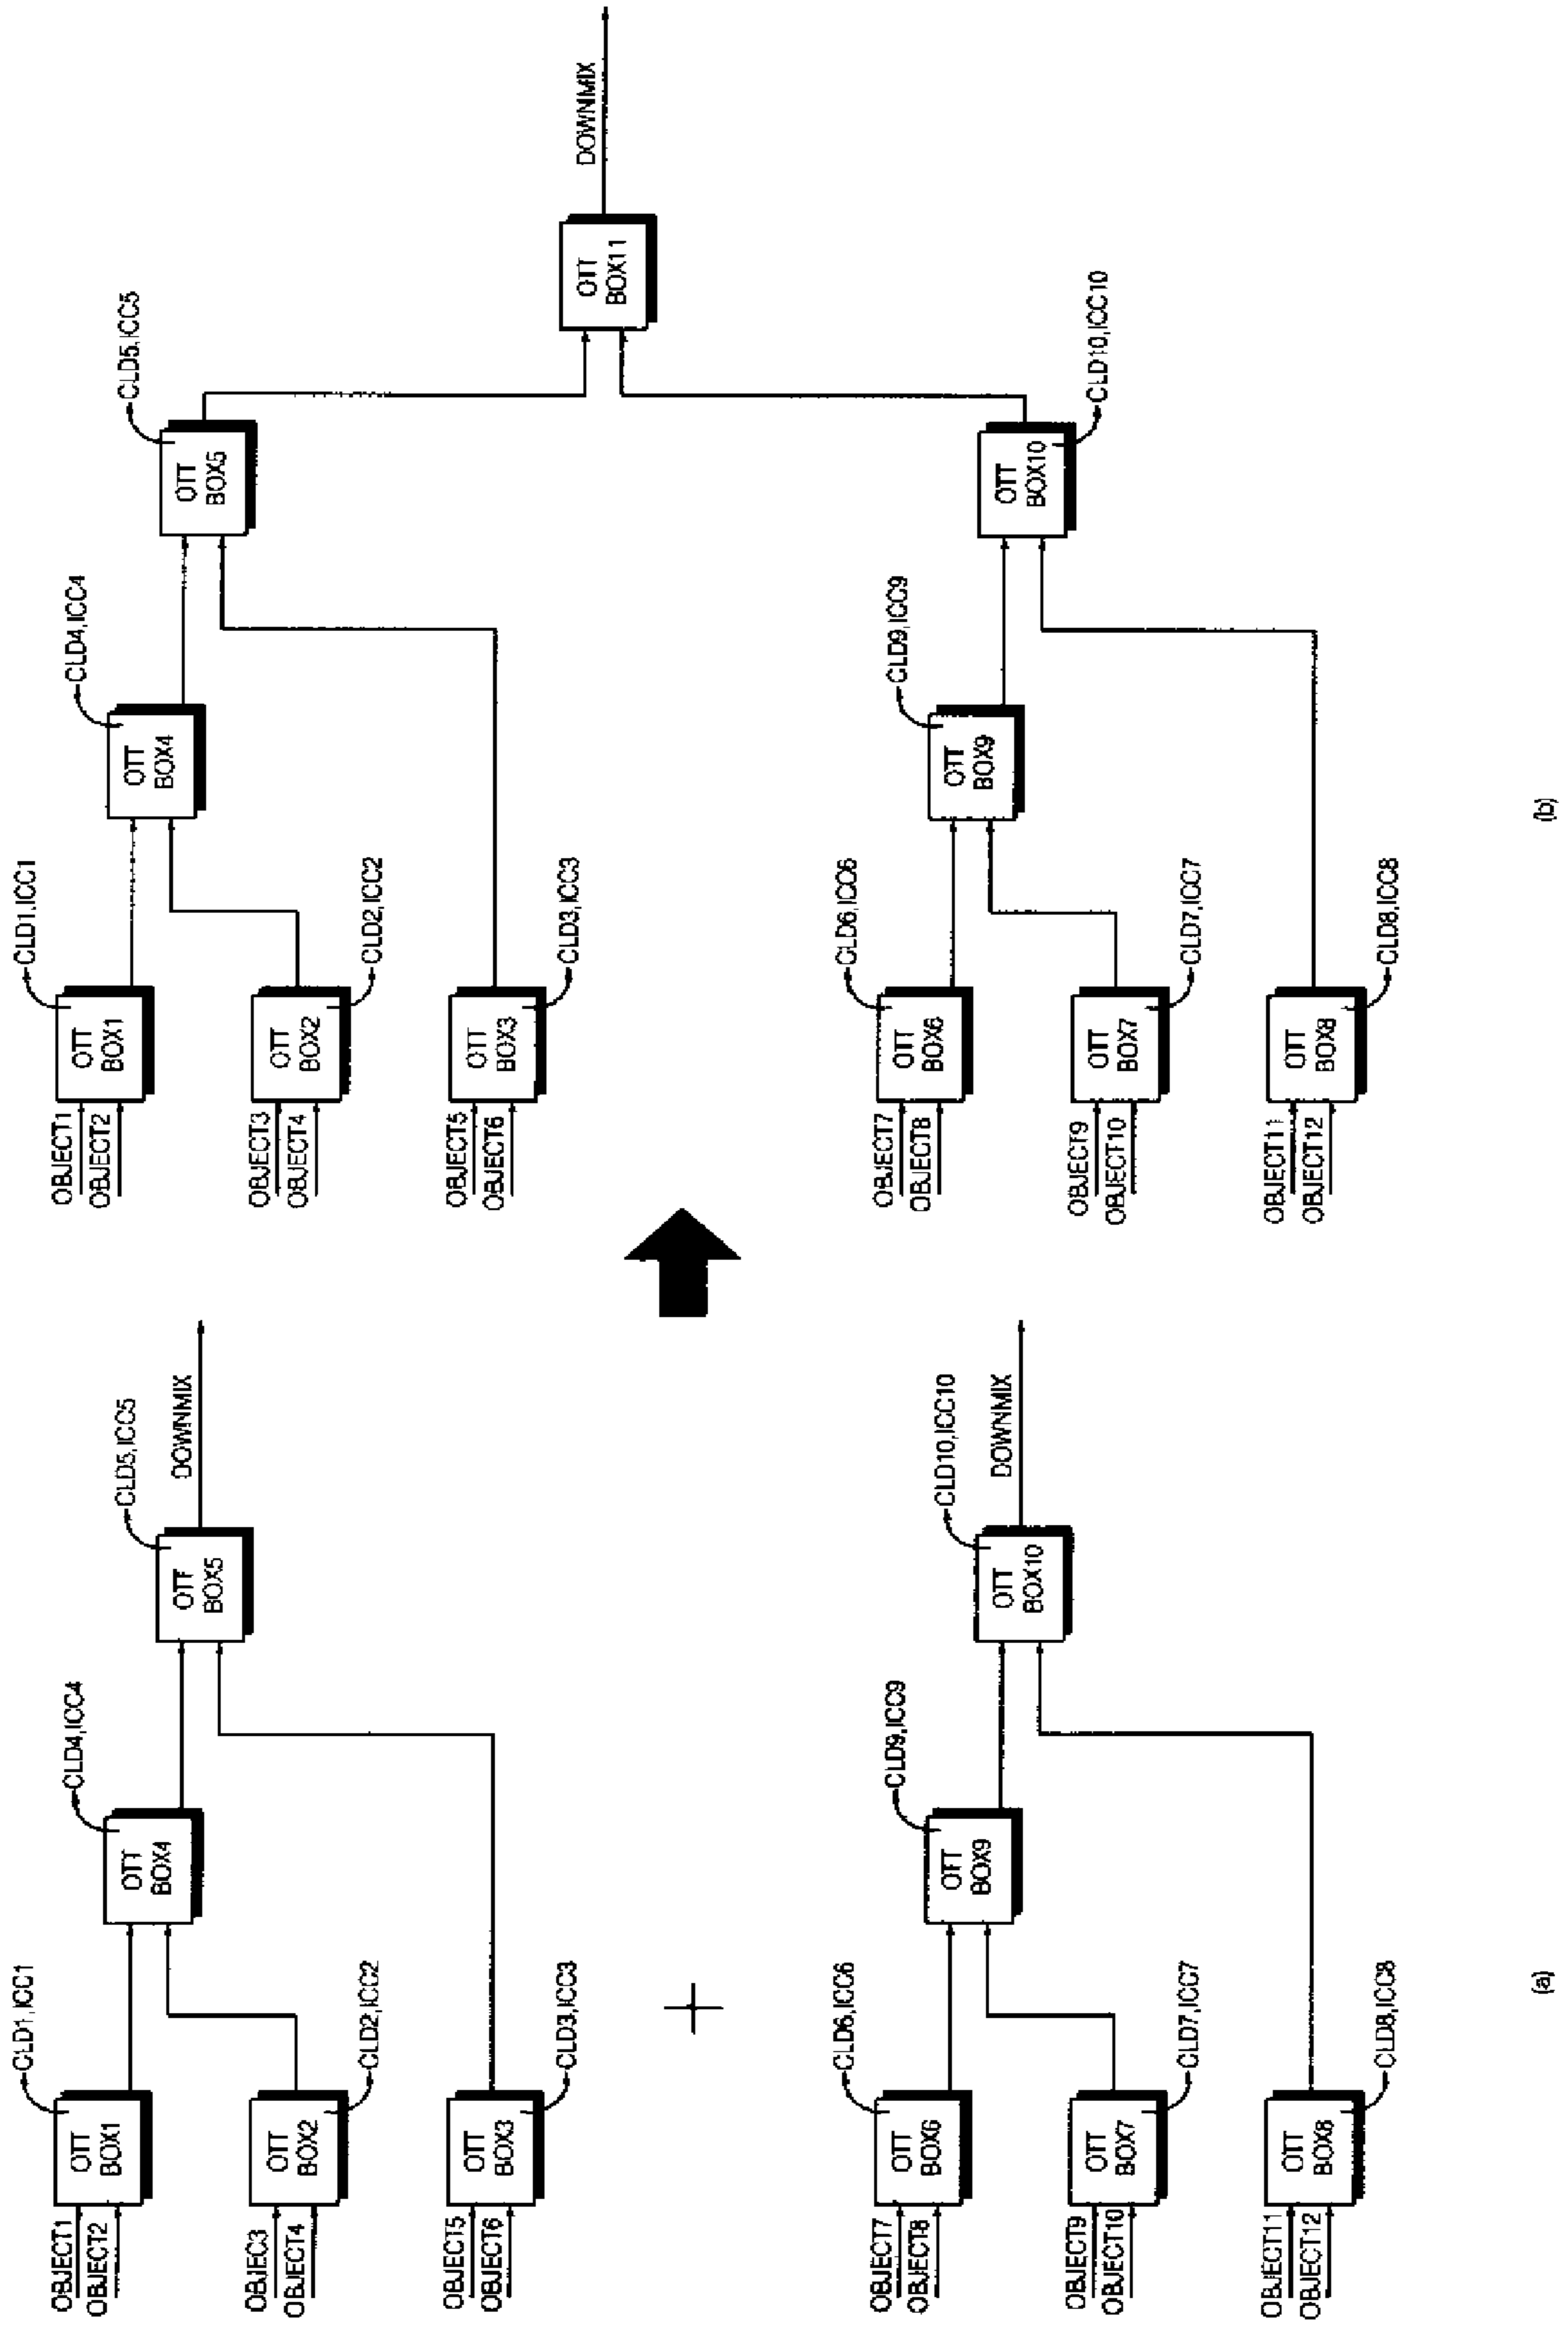 CLD1,ICC1
OBJECT1
OBJECT2
OTT
BOX1
CLD4,ICC4
OTT
BOX4
CLD5,ICC5
OBJEC3
OBJECT4
OTT
BOX2
CLD2,ICC2
OTT
BOX5
DOWNMIX
OBJECT5
OBJECT6
OTT
BOX3
CLD3,ICC3
CLD6,ICC6
OBJECT7
OBJECT8
OTT
BOX6
CLD9,ICC9
OTT
BOX9
CLD10,ICC10
OBJECT9
OBJECT10
OTT
BOX7
CLD7,ICC7
OTT
BOX10
DOWNMIX
OBJECT11
OBJECT12
OTT
BOX8
CLD8,ICC8
(a)
CLD1,ICC1
OBJECT1
OBJECT2
OTT
BOX1
CLD4,ICC4
OTT
BOX4
CLD5,ICC5
OBJECT3
OBJECT4
OTT
BOX2
CLD2,ICC2
OTT
BOX5
OBJECT5
OBJECT6
OTT
BOX3
CLD3,ICC3
OTT
BOX11
DOWNMIX
CLD6,ICC6
OBJECT7
OBJECT8
OTT
BOX6
CLD9,ICC9
OTT
BOX9
OBJECT9
OBJECT10
OTT
BOX7
CLD7,ICC7
OTT
BOX10
CLD10,ICC10
OBJECT11
OBJECT12
OTT
BOX8
CLD8,ICC8
(b)